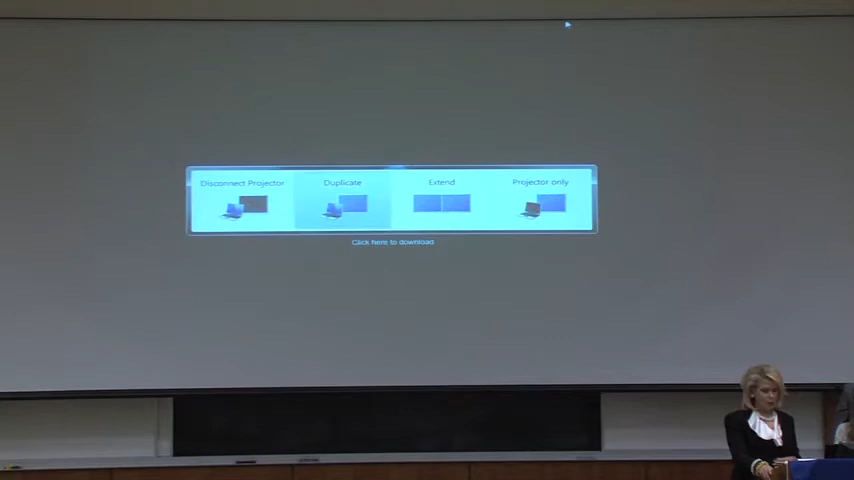 Disconnect Projector Duplicate Extend Projector only
Click here to download